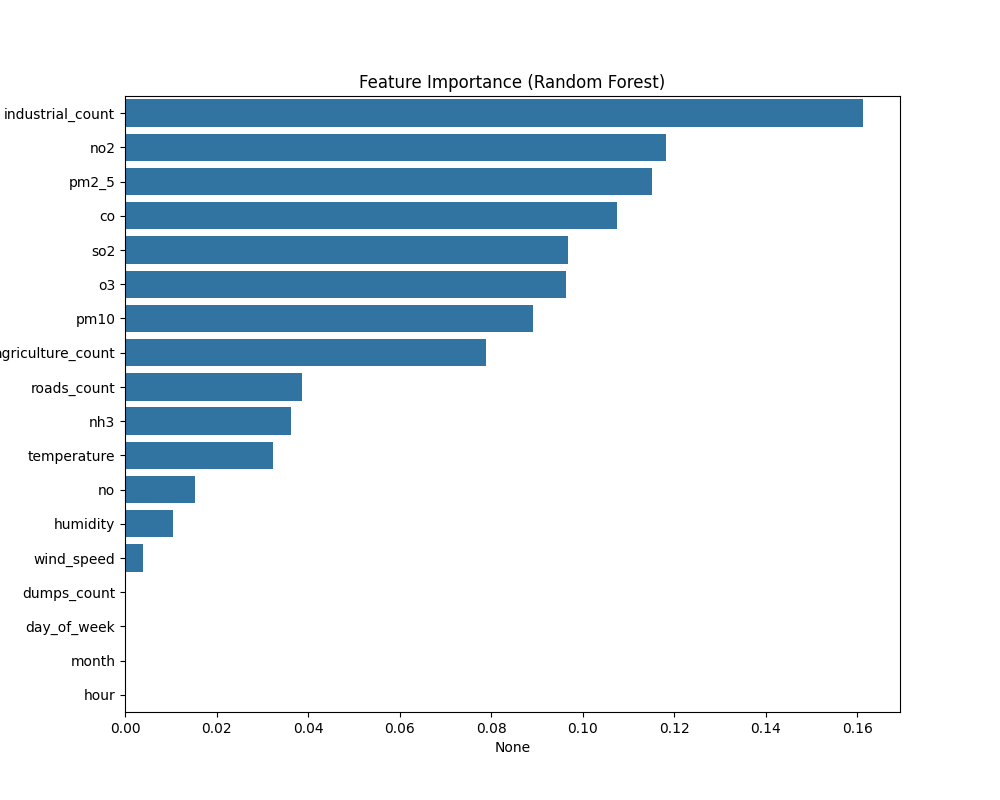 Feature Importance (Random Forest)
industrial_count
no2
pm2_5
co
so2
o3
pm10
agriculture_count
roads_count
nh3
temperature
no
humidity
wind_speed
dumps_count
day_of_week
month
hour
0.00 0.02 0.04 0.06 0.08 0.10 0.12 0.14 0.16
None